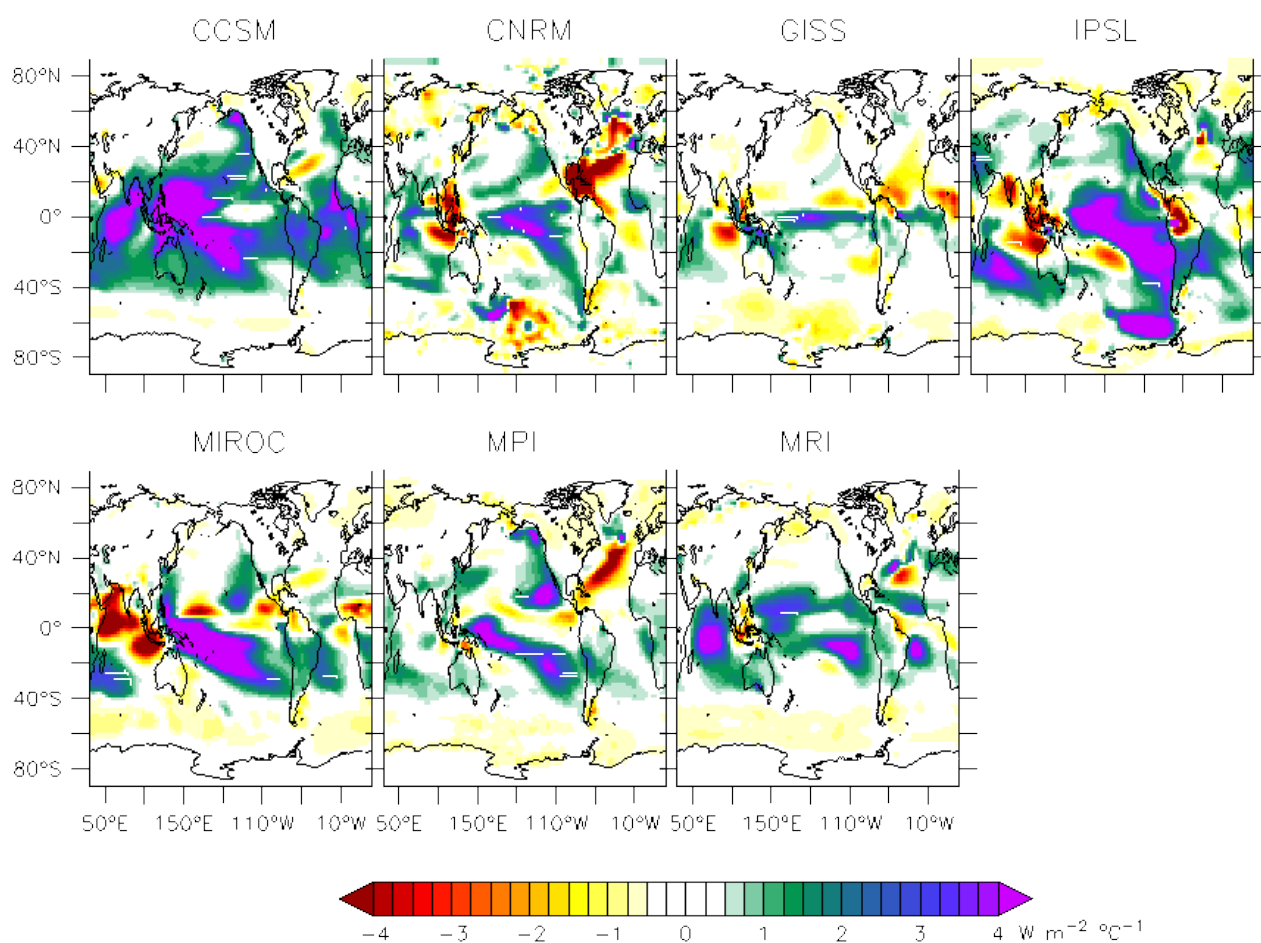 CCSM CNRM GISS IPSL
80°N
40°N
0°
40°S
80°S
MIROC MPI MRI
80°N
40°N
0°
40°S
80°S
50°E 150°E 110°W 10°W 50°E 150°E 110°W 10°W 50°E 150°E 110°W 10°W
-4 -3 -2 -1 0 1 2 3 4 W m⁻² °C⁻¹